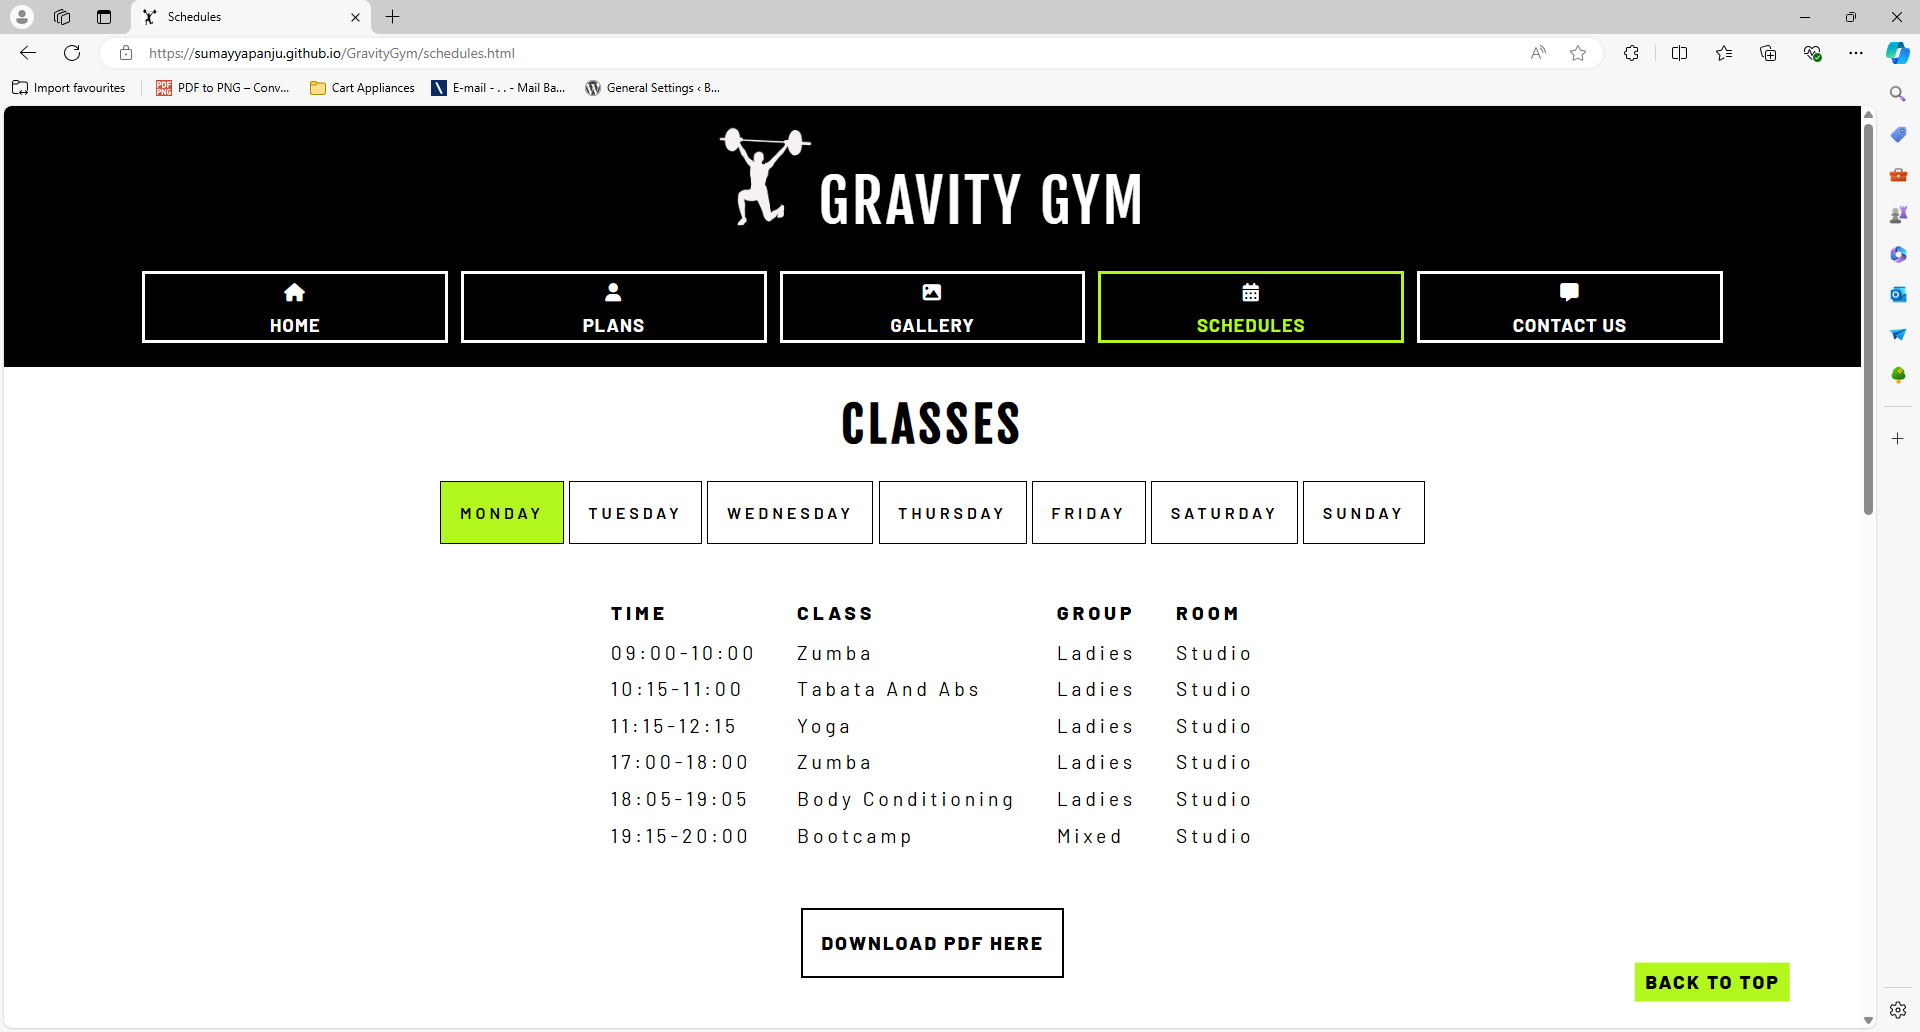 Schedules
https://sumayyapanju.github.io/GravityGym/schedules.html
Import favourites
PDF to PNG – Conv...
Cart Appliances
E-mail - . . - Mail Ba...
General Settings ‹ B...
GRAVITY GYM
HOME
PLANS
GALLERY
SCHEDULES
CONTACT US
CLASSES
MONDAY
TUESDAY
WEDNESDAY
THURSDAY
FRIDAY
SATURDAY
SUNDAY
TIME CLASS GROUP ROOM
09:00-10:00 Zumba Ladies Studio
10:15-11:00 Tabata And Abs Ladies Studio
11:15-12:15 Yoga Ladies Studio
17:00-18:00 Zumba Ladies Studio
18:05-19:05 Body Conditioning Ladies Studio
19:15-20:00 Bootcamp Mixed Studio
DOWNLOAD PDF HERE
BACK TO TOP